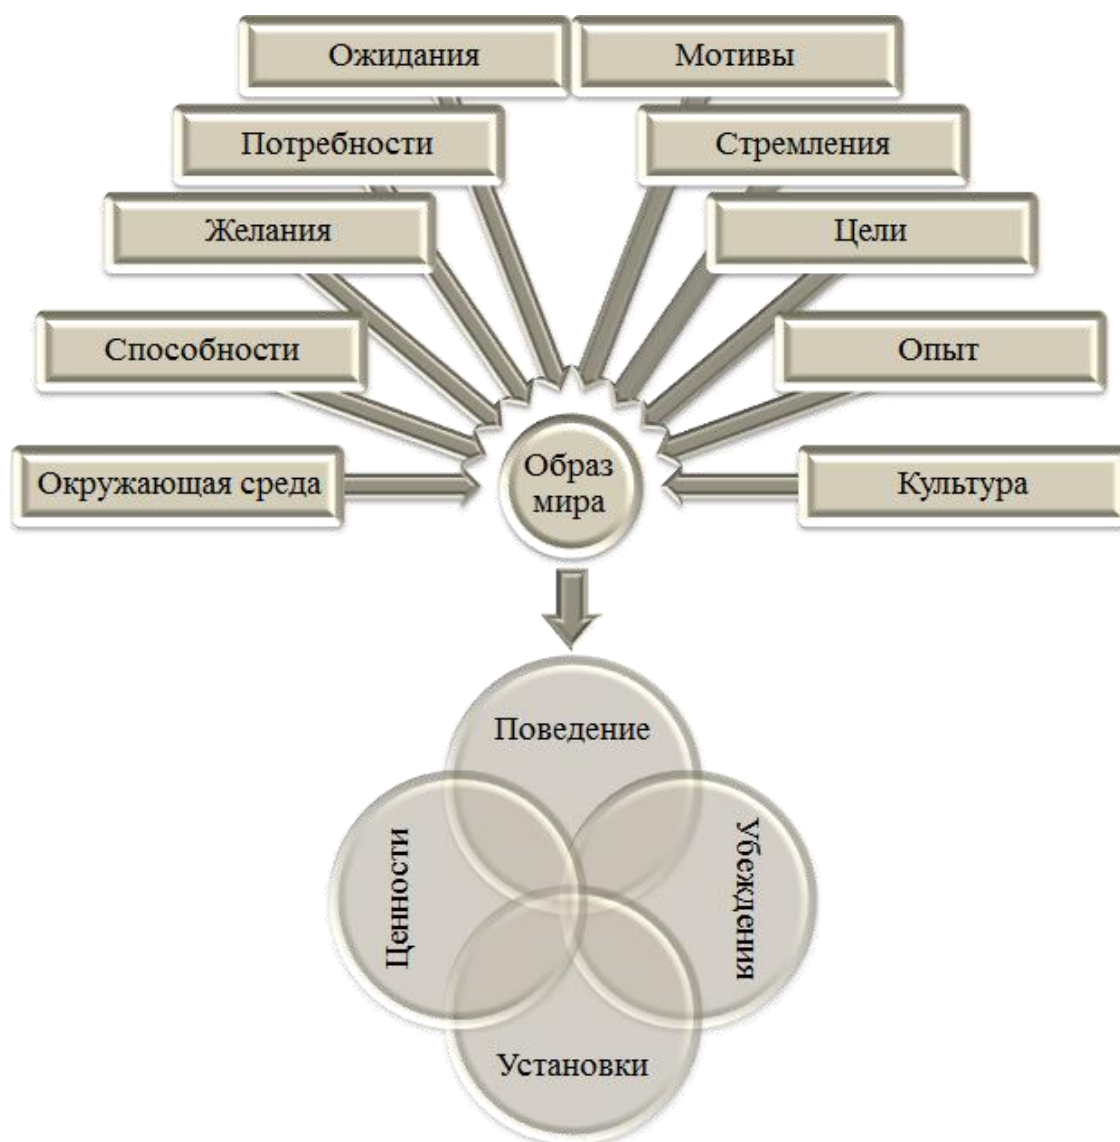 Ожидания
Мотивы
Потребности
Стремления
Желания
Цели
Способности
Опыт
Окружающая среда
Образ
мира
Культура
Поведение
Ценности
Убеждения
Установки